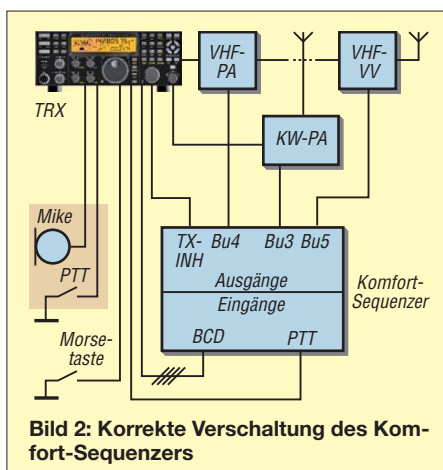 VHF-
PA
VHF-
VV
TRX
KW-PA
Mike
PTT
TX-
INH
Bu4
Bu3
Bu5
Ausgänge
Eingänge
Komfort-
Sequenzer
Morse-
taste
BCD
PTT
Bild 2: Korrekte Verschaltung des Kom-
fort-Sequenzers